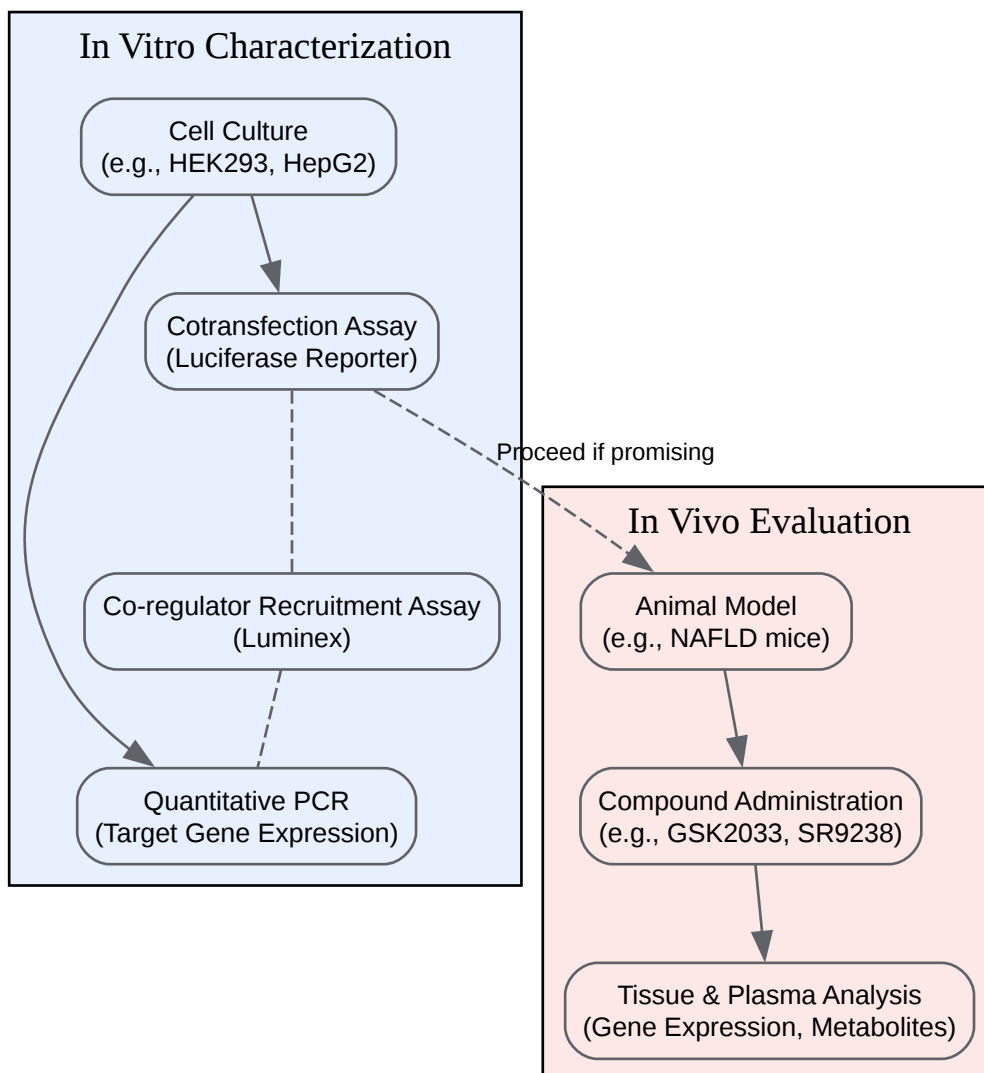 In Vitro Characterization
Cell Culture
(e.g., HEK293, HepG2)
Cotransfection Assay
(Luciferase Reporter)
Proceed if promising
Co-regulator Recruitment Assay
(Luminex)
Quantitative PCR
(Target Gene Expression)
In Vivo Evaluation
Animal Model
(e.g., NAFLD mice)
Compound Administration
(e.g., GSK2033, SR9238)
Tissue & Plasma Analysis
(Gene Expression, Metabolites)